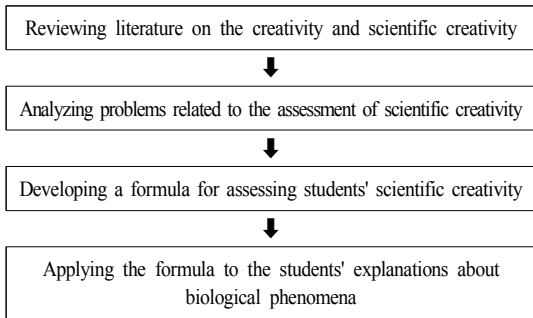 Reviewing literature on the creativity and scientific creativity
Analyzing problems related to the assessment of scientific creativity
Developing a formula for assessing students' scientific creativity
Applying the formula to the students' explanations about
biological phenomena